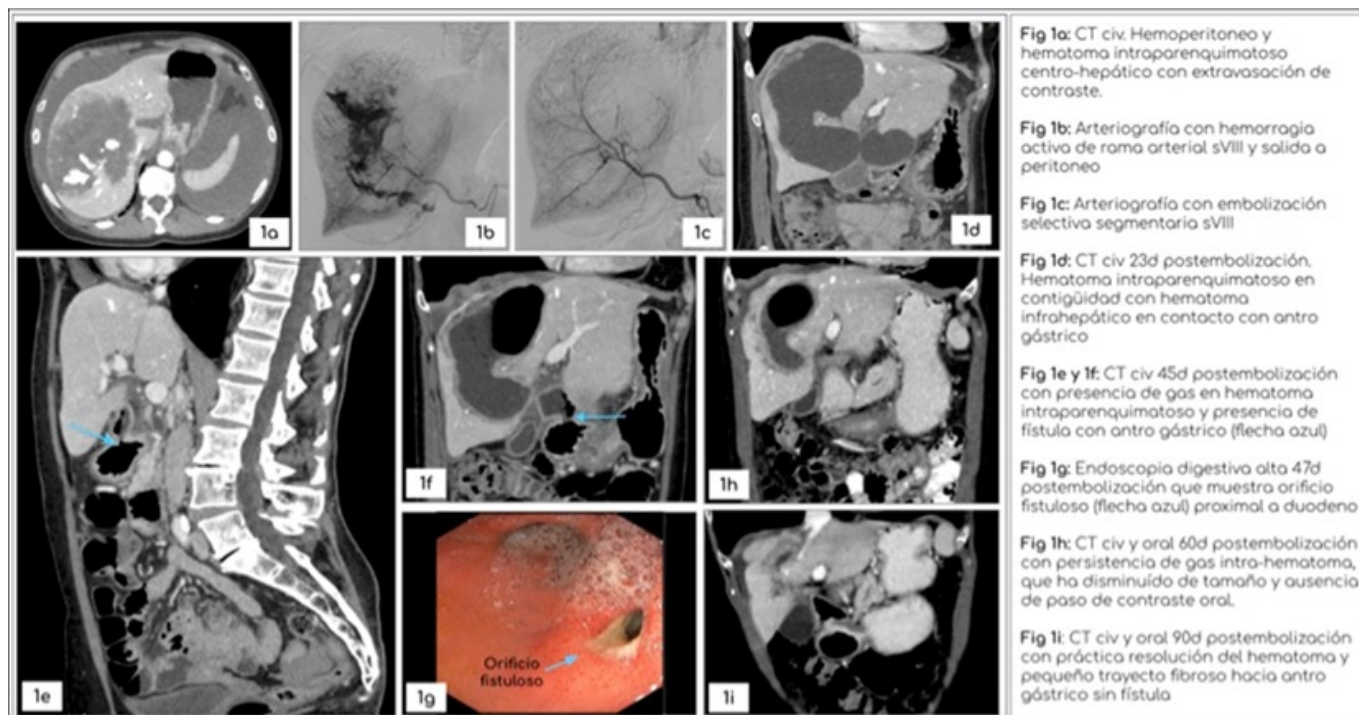 1a
1b
1c
1d
1e
1f
1h
Orificio
fistuloso
1g
1i
Fig 1a: CT civ. Hemoperitoneo y
hematoma intraparenquimatoso
centro-hepático con extravasación de
contraste.
Fig 1b: Arteriografía con hemorragia
activa de rama arterial sVIII y salida a
peritoneo
Fig 1c: Arteriografía con embolización
selectiva segmentaria sVIII
Fig 1d: CT civ 23d postembolización.
Hematoma intraparenquimatoso en
contigüidad con hematoma
infrahepático en contacto con antro
gástrico
Fig 1e y 1f: CT civ 45d postembolización
con presencia de gas en hematoma
intraparenquimatoso y presencia de
fístula con antro gástrico (flecha azul)
Fig 1g: Endoscopia digestiva alta 47d
postembolización que muestra orificio
fistuloso (flecha azul) proximal a duodeno
Fig 1h: CT civ y oral 60d postembolización
con persistencia de gas intra-hematoma,
que ha disminuído de tamaño y ausencia
de paso de contraste oral.
Fig 1i: CT civ y oral 90d postembolización
con práctica resolución del hematoma y
pequeño trayecto fibroso hacia antro
gástrico sin fístula